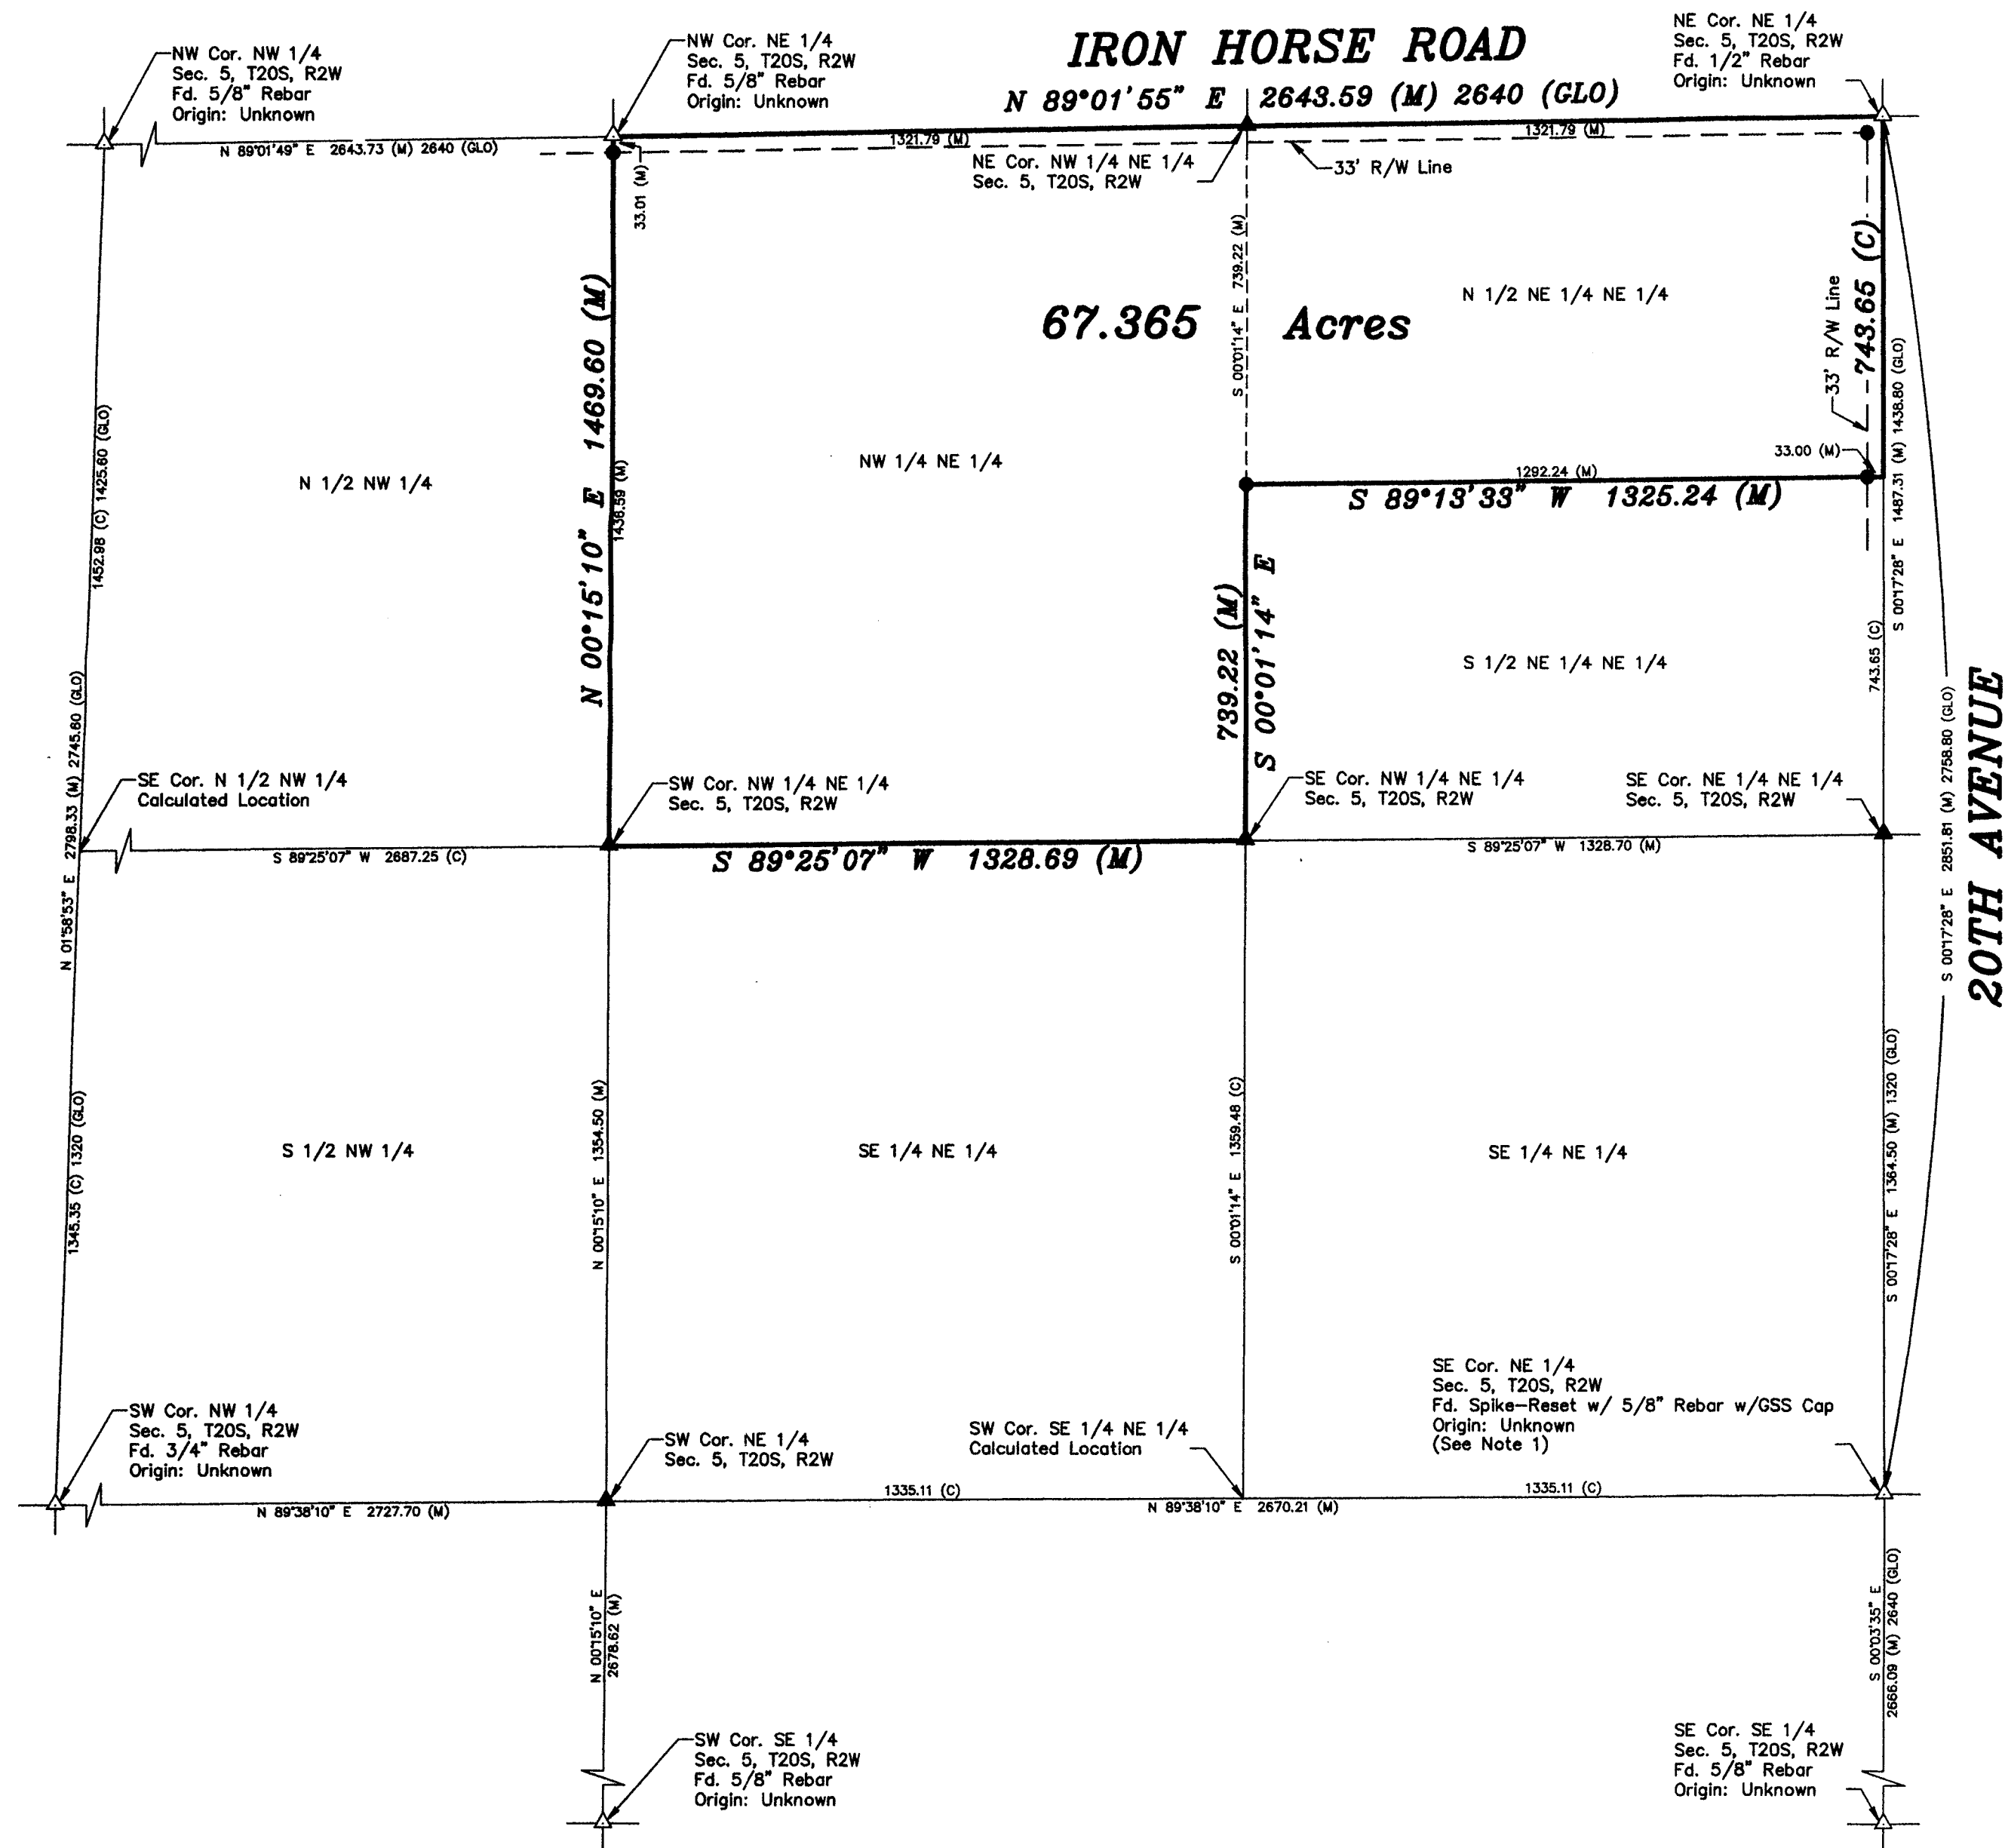 IRON HORSE ROAD
N 89°01'55" E 2643.59 (M) 2640 (GLO)
NW Cor. NW 1/4
Sec. 5, T20S, R2W
Fd. 5/8" Rebar
Origin: Unknown
NW Cor. NE 1/4
Sec. 5, T20S, R2W
Fd. 5/8" Rebar
Origin: Unknown
NE Cor. NE 1/4
Sec. 5, T20S, R2W
Fd. 1/2" Rebar
Origin: Unknown
N 89°01'49" E 2643.73 (M) 2640 (GLO)
1321.79 (M)
1321.79 (M)
33.01 (M)
NE Cor. NW 1/4 NE 1/4
Sec. 5, T20S, R2W
33' R/W Line
S 00°01'14" E 739.22 (M)
N 1/2 NE 1/4 NE 1/4
67.365 Acres
33' R/W Line
743.65 (C)
S 00°17'28" E 1487.31 (M) 1438.80 (GLO)
N 00°15'10" E 1469.60 (M)
1436.59 (M)
1452.98 (C) 1425.60 (GLO)
N 1/2 NW 1/4
NW 1/4 NE 1/4
33.00 (M)
1292.24 (M)
S 89°13'33" W 1325.24 (M)
739.22 (M)
S 00°01'14" E
S 1/2 NE 1/4 NE 1/4
743.65 (C)
S 00°17'28" E 2851.81 (M) 2758.80 (GLO)
20TH AVENUE
N 01°58'53" E 2798.33 (M) 2745.60 (GLO)
SE Cor. N 1/2 NW 1/4
Calculated Location
SW Cor. NW 1/4 NE 1/4
Sec. 5, T20S, R2W
SE Cor. NW 1/4 NE 1/4
Sec. 5, T20S, R2W
SE Cor. NE 1/4 NE 1/4
Sec. 5, T20S, R2W
S 89°25'07" W 2687.25 (C)
S 89°25'07" W 1328.69 (M)
S 89°25'07" W 1328.70 (M)
1345.35 (C) 1320 (GLO)
S 1/2 NW 1/4
N 00°15'10" E 1354.50 (M)
SE 1/4 NE 1/4
S 00°01'14" E 1359.48 (C)
SE 1/4 NE 1/4
S 00°17'28" E 1364.50 (M) 1320 (GLO)
SW Cor. NW 1/4
Sec. 5, T20S, R2W
Fd. 3/4" Rebar
Origin: Unknown
SW Cor. NE 1/4
Sec. 5, T20S, R2W
SW Cor. SE 1/4 NE 1/4
Calculated Location
SE Cor. NE 1/4
Sec. 5, T20S, R2W
Fd. Spike-Reset w/ 5/8" Rebar w/GSS Cap
Origin: Unknown
(See Note 1)
1335.11 (C)
1335.11 (C)
N 89°38'10" E 2727.70 (M)
N 89°38'10" E 2670.21 (M)
N 00°15'10" E
2678.62 (M)
S 00°03'35" E
2666.09 (M) 2640 (GLO)
SW Cor. SE 1/4
Sec. 5, T20S, R2W
Fd. 5/8" Rebar
Origin: Unknown
SE Cor. SE 1/4
Sec. 5, T20S, R2W
Fd. 5/8" Rebar
Origin: Unknown